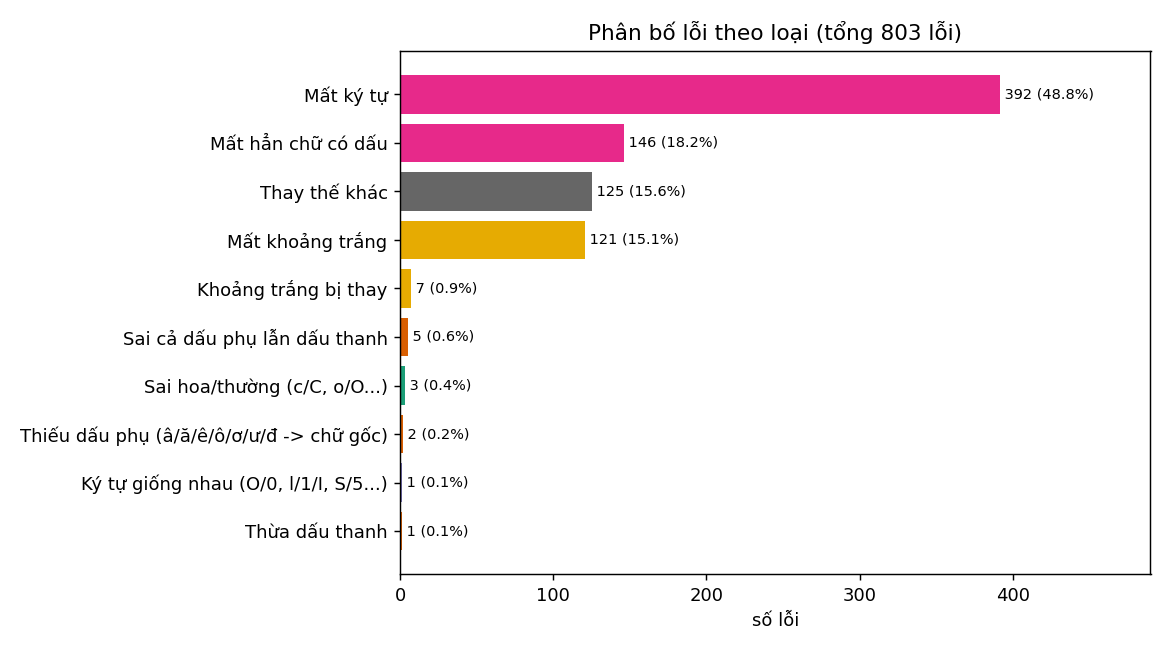 Phân bố lỗi theo loại (tổng 803 lỗi)
Mất ký tự 392 (48.8%)
Mất hẳn chữ có dấu 146 (18.2%)
Thay thế khác 125 (15.6%)
Mất khoảng trắng 121 (15.1%)
Khoảng trắng bị thay 7 (0.9%)
Sai cả dấu phụ lẫn dấu thanh 5 (0.6%)
Sai hoa/thường (c/C, o/O...) 3 (0.4%)
Thiếu dấu phụ (â/ă/ê/ô/ơ/ư/đ -> chữ gốc) 2 (0.2%)
Ký tự giống nhau (O/0, l/1/I, S/5...) 1 (0.1%)
Thừa dấu thanh 1 (0.1%)
0 100 200 300 400
số lỗi